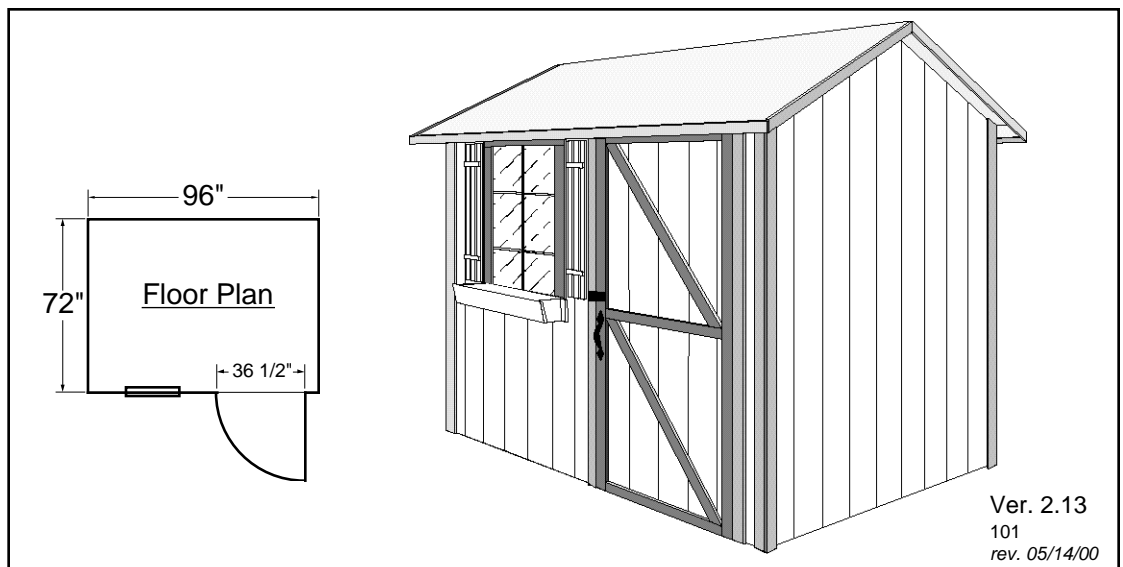 96"
72"
Floor Plan
36 1/2"
Ver. 2.13
101
rev. 05/14/00